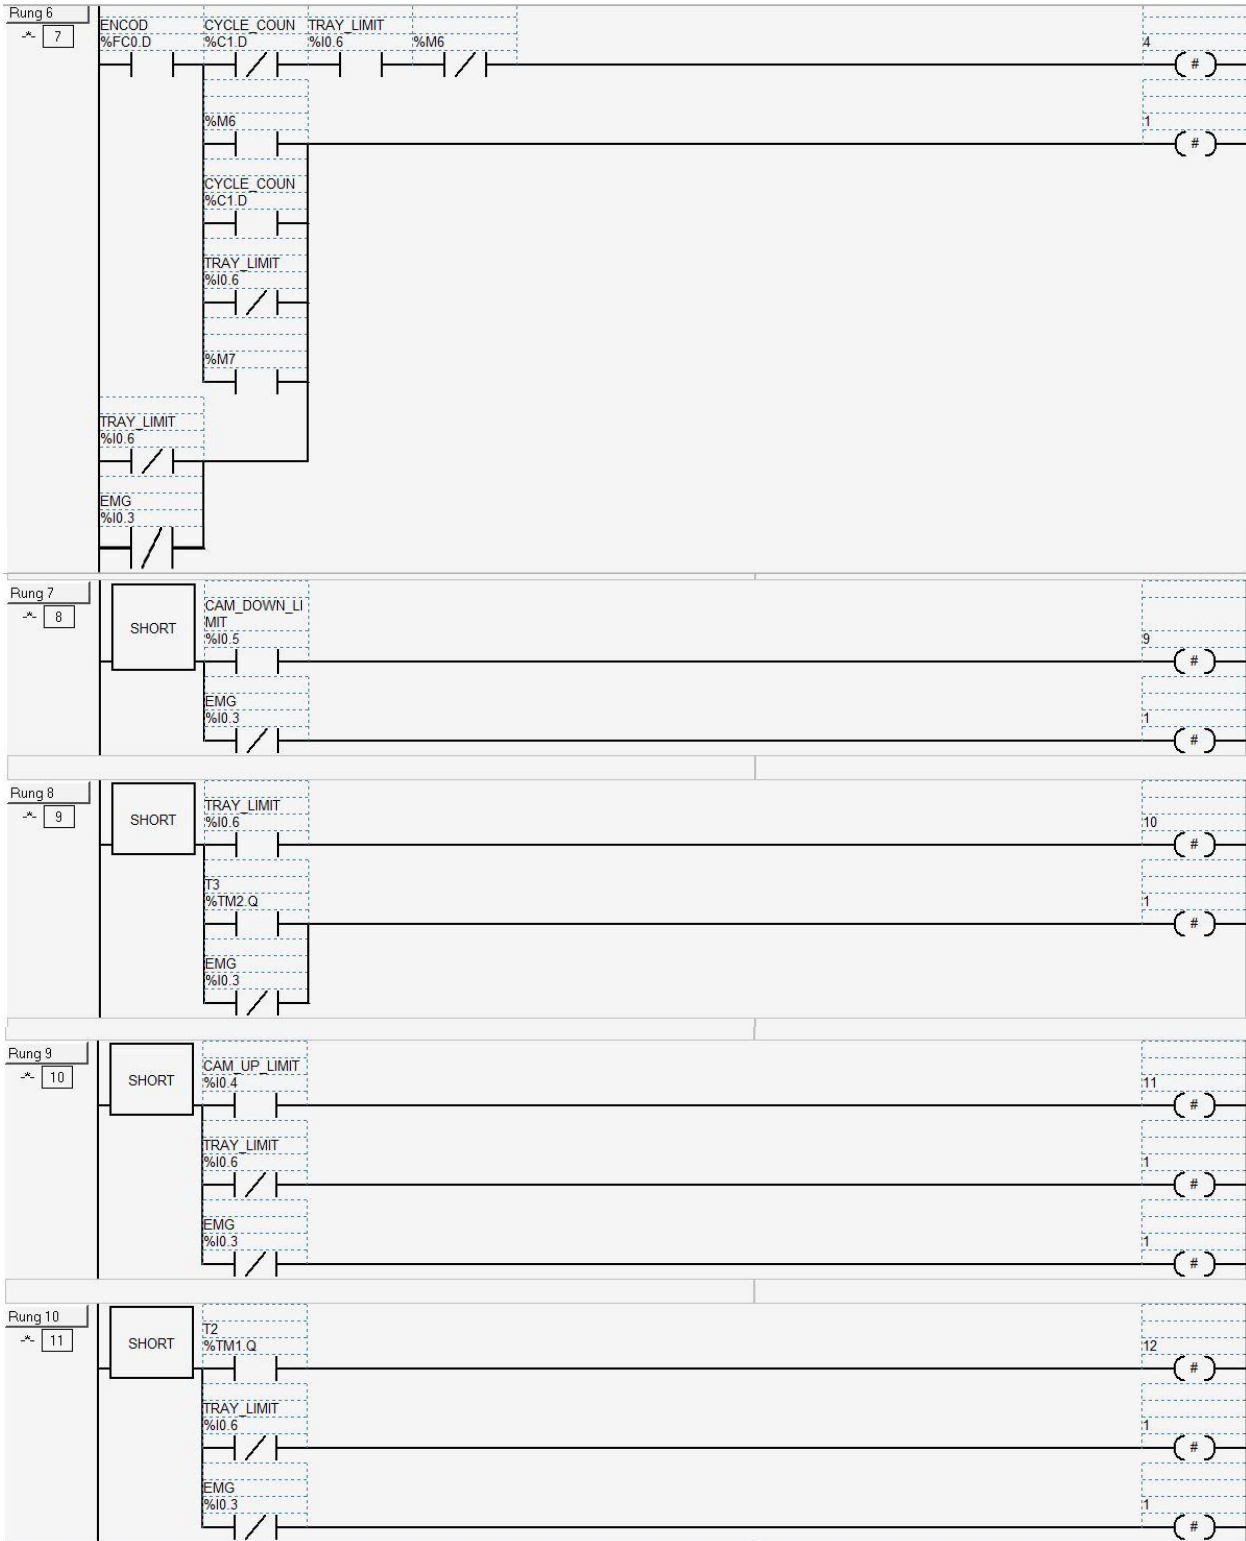 Rung 6
-*- 7
ENCOD CYCLE_COUN TRAY_LIMIT
%FC0.D %C1.D %I0.6 %M6 4
#
%M6 1
#
CYCLE_COUN
%C1.D
TRAY_LIMIT
%I0.6
%M7
TRAY_LIMIT
%I0.6
EMG
%I0.3
Rung 7
-*- 8
SHORT
CAM_DOWN_LI
MIT
%I0.5 9
#
EMG
%I0.3 1
#
Rung 8
-*- 9
SHORT
TRAY_LIMIT
%I0.6 10
#
T3
%TM2.Q 1
#
EMG
%I0.3
Rung 9
-*- 10
SHORT
CAM_UP_LIMIT
%I0.4 11
#
TRAY_LIMIT
%I0.6 1
#
EMG
%I0.3 1
#
Rung 10
-*- 11
SHORT
T2
%TM1.Q 12
#
TRAY_LIMIT
%I0.6 1
#
EMG
%I0.3 1
#